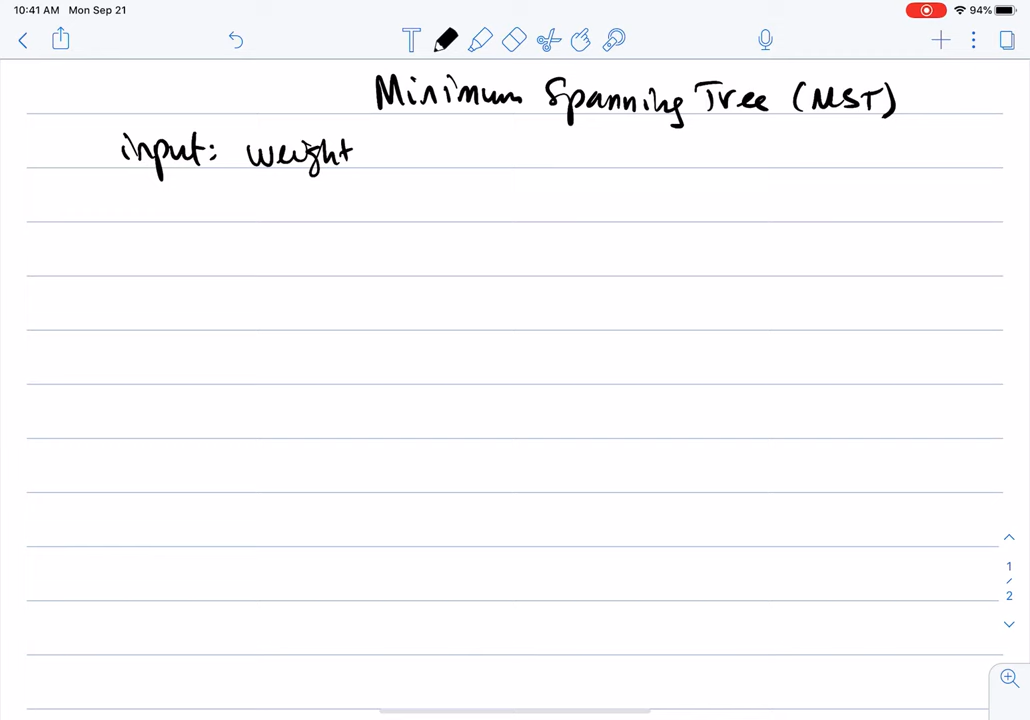 10:41 AM Mon Sep 21
94%
T
Minimum Spanning Tree (MST)
input: weight
1
/
2